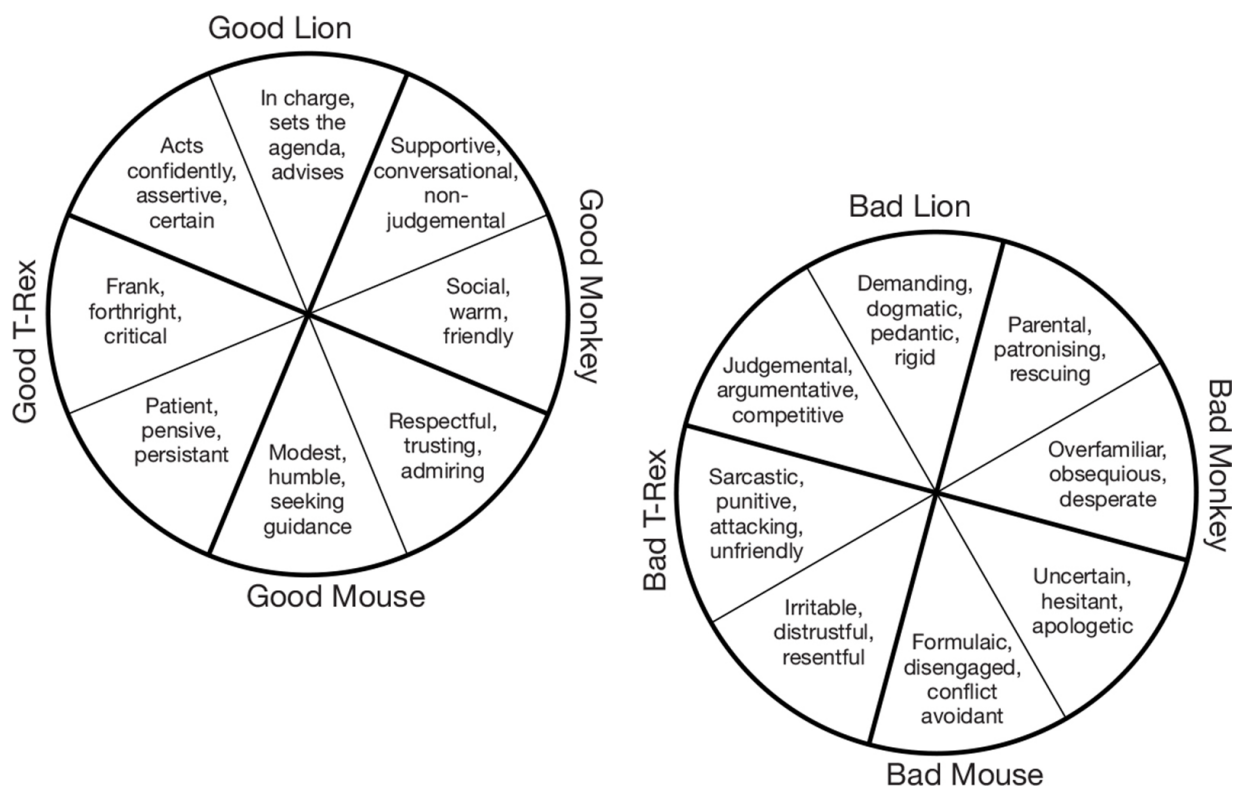 Good Lion
In charge,
sets the
agenda,
advises
Supportive,
conversational,
non-
judgemental
Good Monkey
Social,
warm,
friendly
Respectful,
trusting,
admiring
Modest,
humble,
seeking
guidance
Good Mouse
Patient,
pensive,
persistant
Good T-Rex
Frank,
forthright,
critical
Acts
confidently,
assertive,
certain
Bad Lion
Demanding,
dogmatic,
pedantic,
rigid
Parental,
patronising,
rescuing
Bad Monkey
Overfamiliar,
obsequious,
desperate
Uncertain,
hesitant,
apologetic
Formulaic,
disengaged,
conflict
avoidant
Bad Mouse
Irritable,
distrustful,
resentful
Bad T-Rex
Sarcastic,
punitive,
attacking,
unfriendly
Judgemental,
argumentative,
competitive